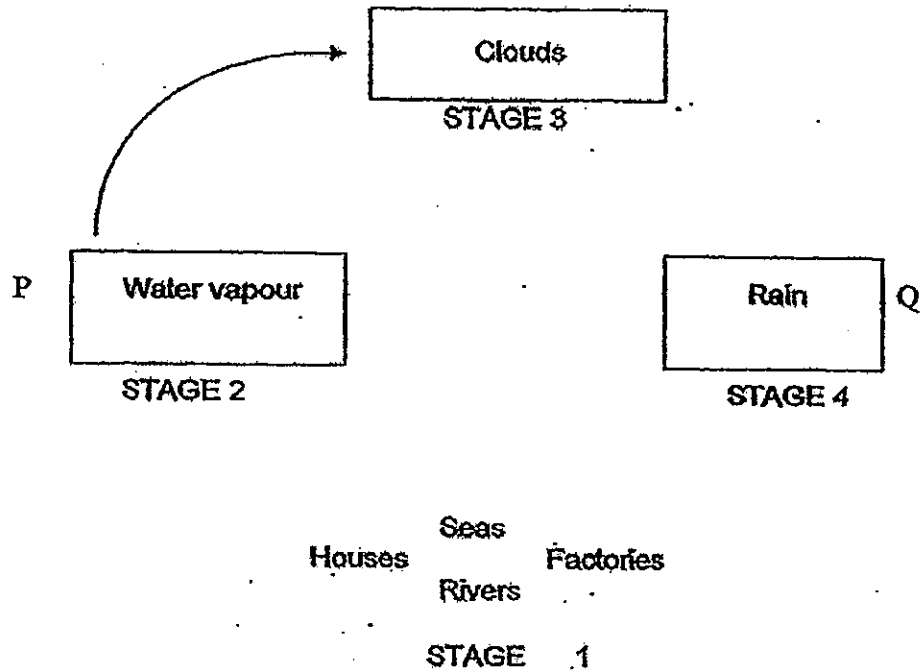 Clouds
STAGE 3
P
Water vapour
Rain
Q
STAGE 2
STAGE 4
Seas
Houses
Factories
Rivers
STAGE 1